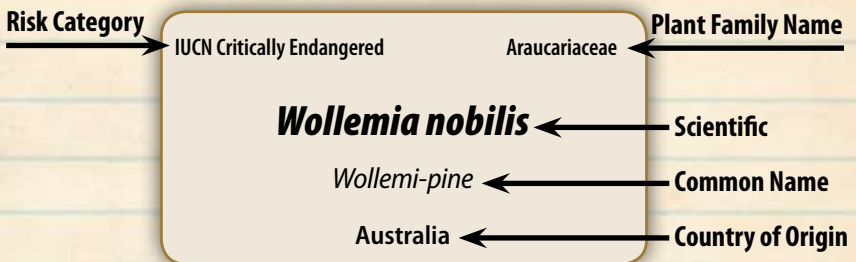 Risk Category
Plant Family Name
IUCN Critically Endangered
Araucariaceae
Wollemia nobilis
Scientific
Wollemi-pine
Common Name
Australia
Country of Origin